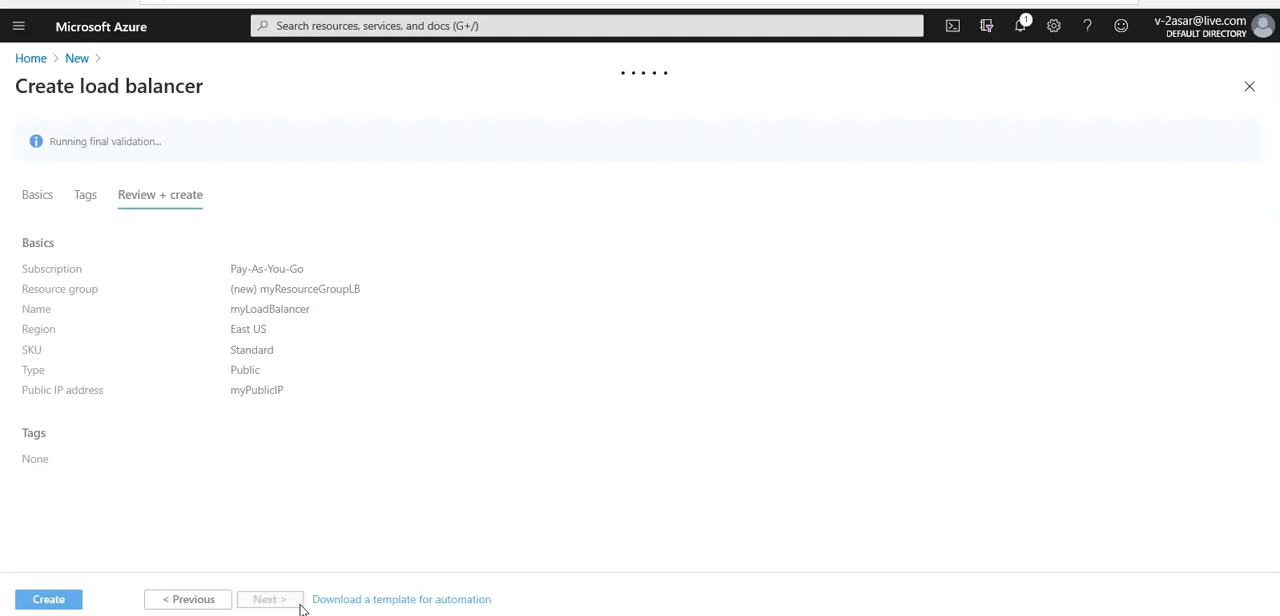 Microsoft Azure
Search resources, services, and docs (G+/)
1
v-2asar@live.com
DEFAULT DIRECTORY
Home > New >
Create load balancer
Running final validation...
Basics Tags Review + create
Basics
Subscription Pay-As-You-Go
Resource group (new) myResourceGroupLB
Name myLoadBalancer
Region East US
SKU Standard
Type Public
Public IP address myPublicIP
Tags
None
Create < Previous Next > Download a template for automation